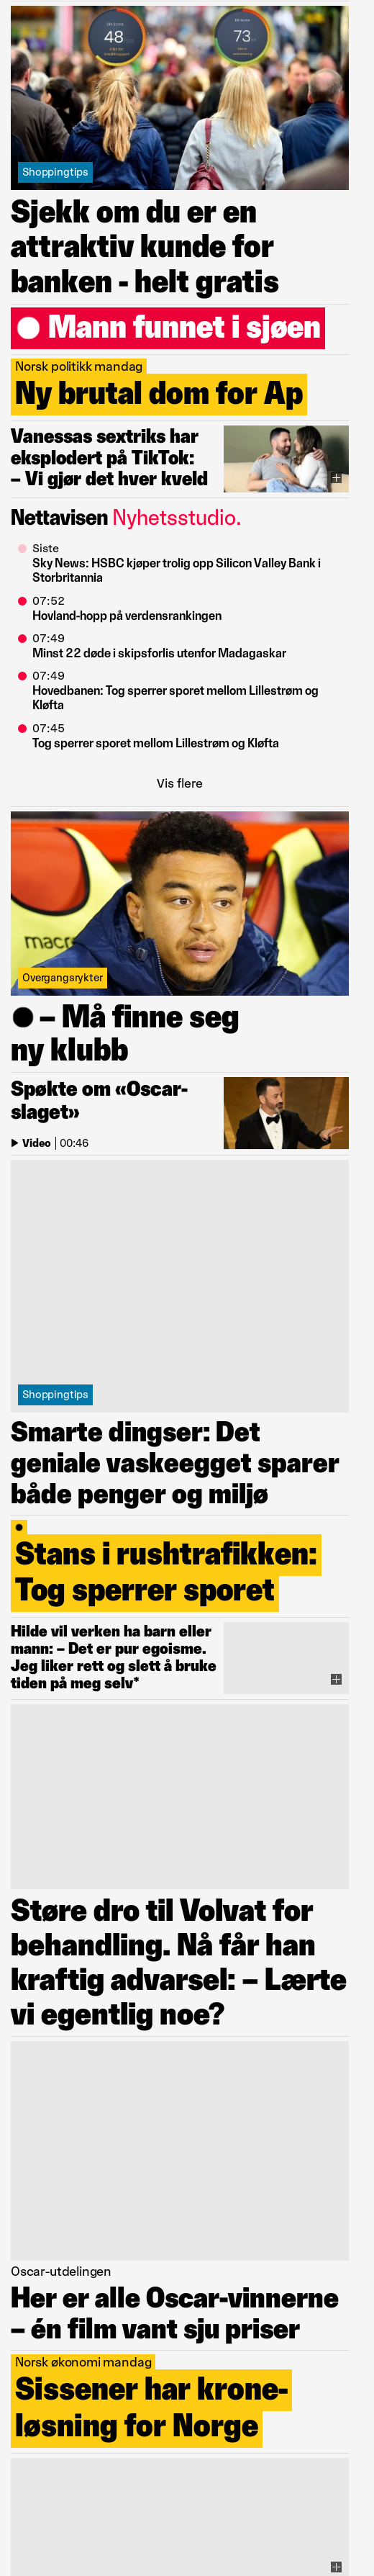 48
73
Shoppingtips
Sjekk om du er en
attraktiv kunde for
banken - helt gratis
Mann funnet i sjøen
Norsk politikk mandag
Ny brutal dom for Ap
Vanessas sextriks har
eksplodert på TikTok:
– Vi gjør det hver kveld
Nettavisen Nyhetsstudio.
Siste
Sky News: HSBC kjøper trolig opp Silicon Valley Bank i
Storbritannia
07:52
Hovland-hopp på verdensrankingen
07:49
Minst 22 døde i skipsforlis utenfor Madagaskar
07:49
Hovedbanen: Tog sperrer sporet mellom Lillestrøm og
Kløfta
07:45
Tog sperrer sporet mellom Lillestrøm og Kløfta
Vis flere
macro
Overgangsrykter
– Må finne seg
ny klubb
Spøkte om «Oscar-
slaget»
Video | 00:46
Shoppingtips
Smarte dingser: Det
geniale vaskeegget sparer
både penger og miljø
Stans i rushtrafikken:
Tog sperrer sporet
Hilde vil verken ha barn eller
mann: – Det er pur egoisme.
Jeg liker rett og slett å bruke
tiden på meg selv*
Støre dro til Volvat for
behandling. Nå får han
kraftig advarsel: – Lærte
vi egentlig noe?
Oscar-utdelingen
Her er alle Oscar-vinnerne
– én film vant sju priser
Norsk økonomi mandag
Sissener har krone-
løsning for Norge